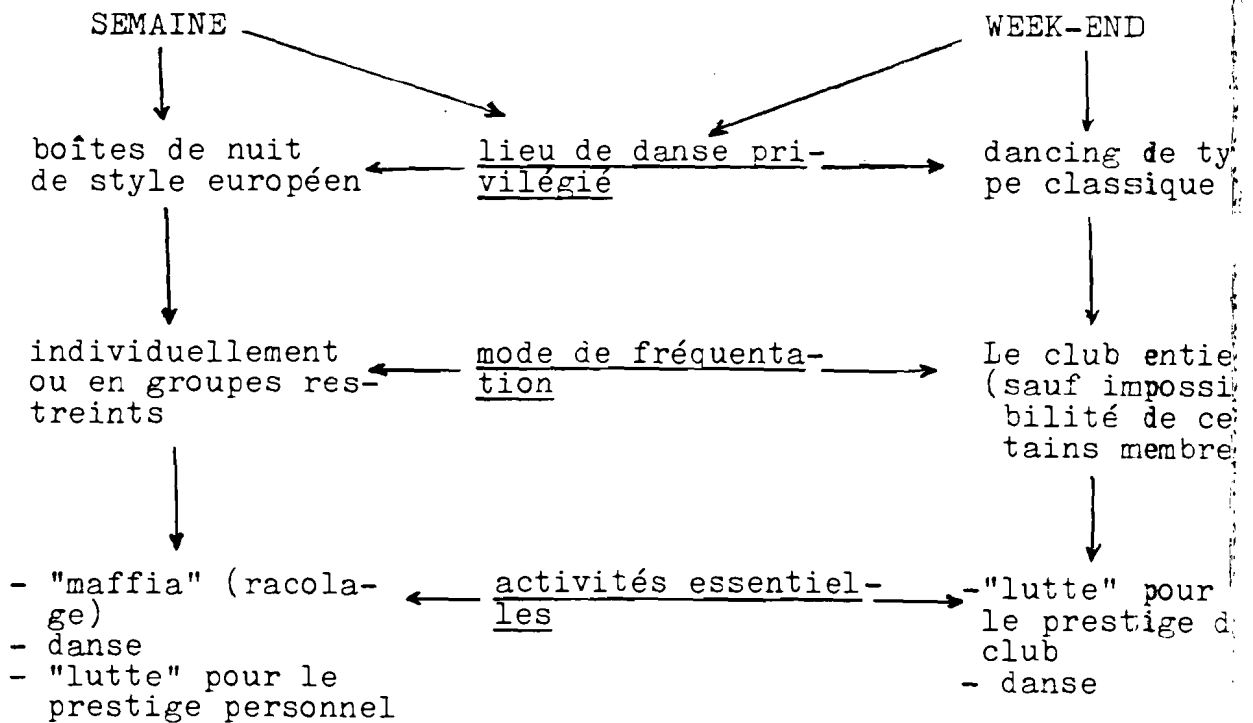 SEMAINE
WEEK-END
boîtes de nuit
de style européen
lieu de danse pri-
vilégié
dancing de ty
pe classique
individuellement
ou en groupes res-
treints
mode de fréquenta-
tion
Le club entie
(sauf impossi
bilité de ce
tains membre
- "maffia" (racola-
ge)
- danse
- "lutte" pour le
prestige personnel
activités essentiel-
les
-"lutte" pour
le prestige d
club
- danse